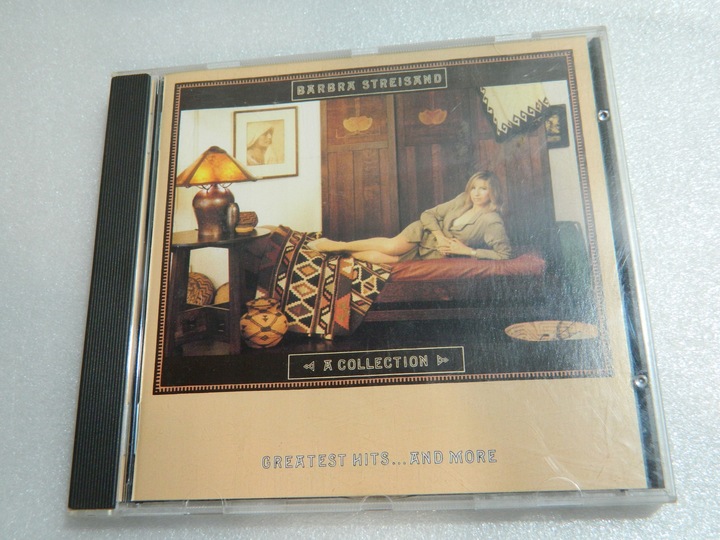 BARBRA STREISAND
A COLLECTION
GREATEST HITS...AND MORE